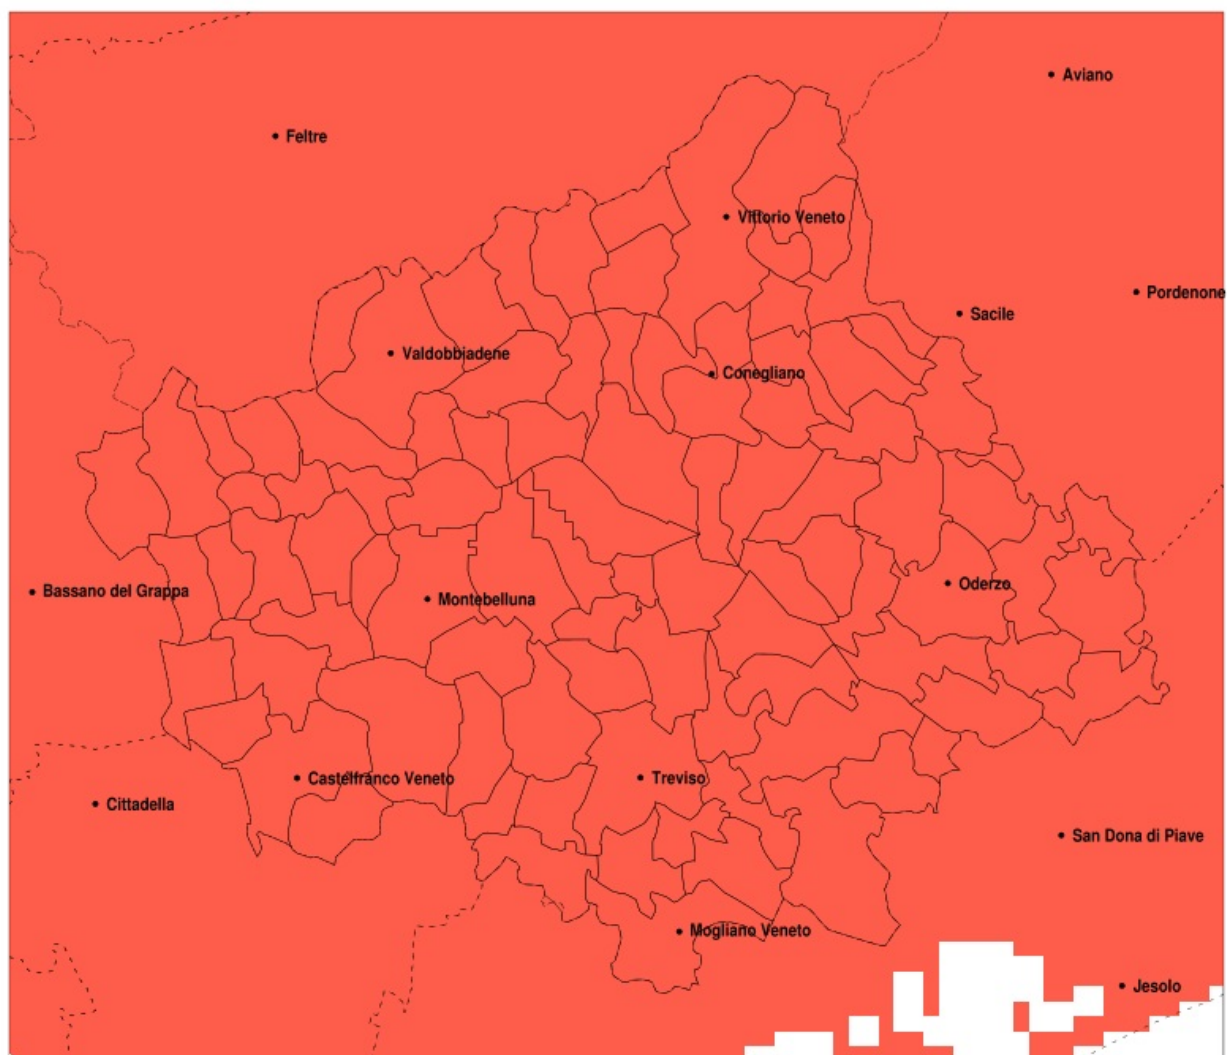 Aviano
Feltre
Vittorio Veneto
Pordenone
Sacile
Valdobbiadene
Conegliano
Oderzo
Bassano del Grappa
Montebelluna
Castelfranco Veneto
Treviso
Cittadella
San Dona di Piave
Mogliano Veneto
Jesolo